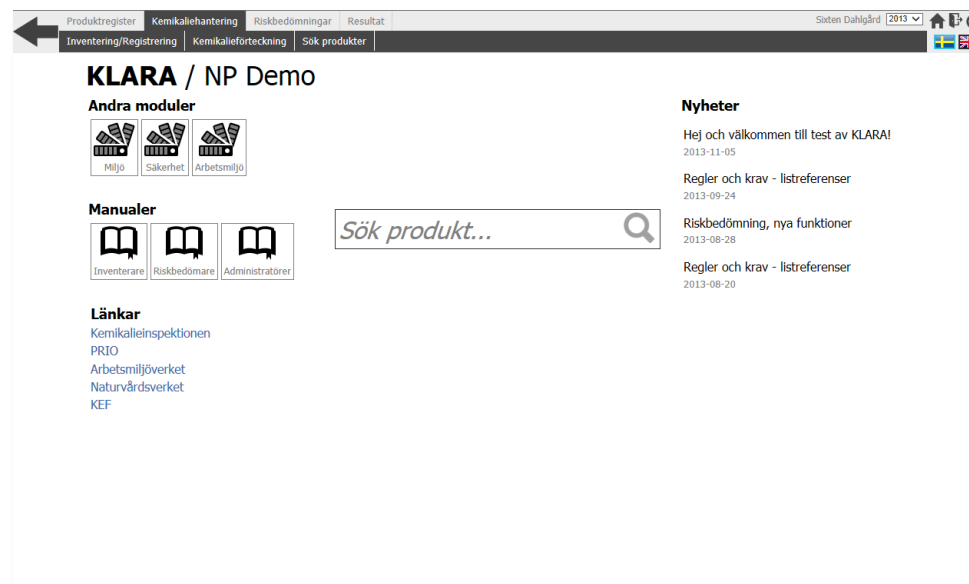 Produktregister Kemikaliehantering Riskbedömningar Resultat Sixten Dahlgård 2013
Inventering/Registrering Kemikalieförteckning Sök produkter
KLARA / NP Demo
Andra moduler
Miljö Säkerhet Arbetsmiljö
Manualer
Inventerare Riskbedömare Administratörer
Länkar
Kemikalieinspektionen
PRIO
Arbetsmiljöverket
Naturvårdsverket
KEF
Sök produkt...
Nyheter
Hej och välkommen till test av KLARA!
2013-11-05
Regler och krav - listreferenser
2013-09-24
Riskbedömning, nya funktioner
2013-08-28
Regler och krav - listreferenser
2013-08-20